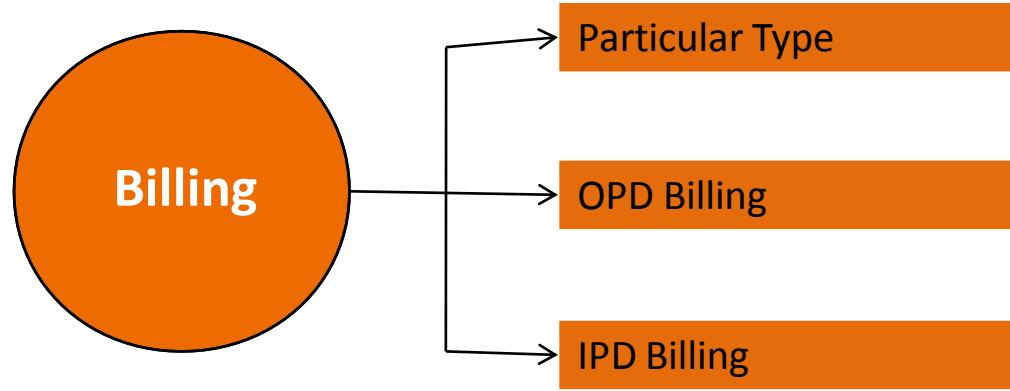 Billing
Particular Type
OPD Billing
IPD Billing